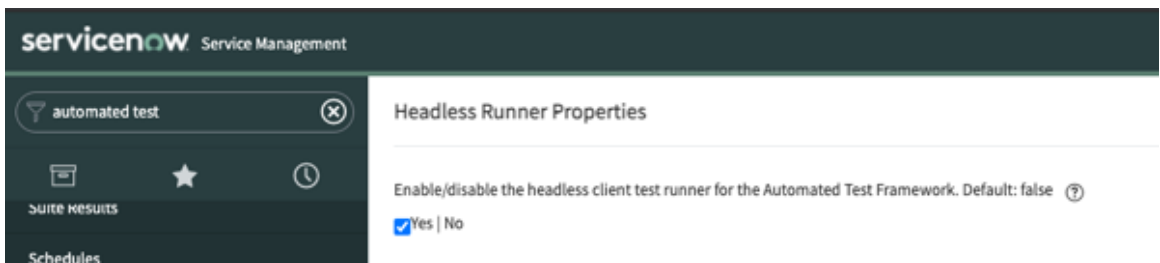 servicenow Service Management
automated test
Headless Runner Properties
Enable/disable the headless client test runner for the Automated Test Framework. Default: false
Yes | No
Suite Results
Schedules